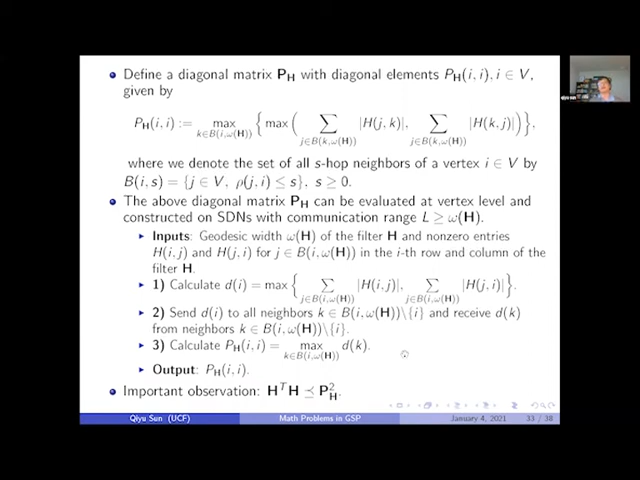 Define a diagonal matrix P_H with diagonal elements P_H(i, i), i ∈ V,
given by
P_H(i, i) := max_{k∈B(i,ω(H))} { max ( ∑_{j∈B(k,ω(H))} |H(j, k)|, ∑_{j∈B(k,ω(H))} |H(k, j)| ) },
where we denote the set of all s-hop neighbors of a vertex i ∈ V by
B(i, s) = {j ∈ V, ρ(j, i) ≤ s}, s ≥ 0.
The above diagonal matrix P_H can be evaluated at vertex level and
constructed on SDNs with communication range L ≥ ω(H).
Inputs: Geodesic width ω(H) of the filter H and nonzero entries
H(i, j) and H(j, i) for j ∈ B(i, ω(H)) in the i-th row and column of the
filter H.
1) Calculate d(i) = max { ∑_{j∈B(i,ω(H))} |H(i, j)|, ∑_{j∈B(i,ω(H))} |H(j, i)| }.
2) Send d(i) to all neighbors k ∈ B(i, ω(H))\{i} and receive d(k)
from neighbors k ∈ B(i, ω(H))\{i}.
3) Calculate P_H(i, i) = max_{k∈B(i,ω(H))} d(k).
Output: P_H(i, i).
Important observation: H^T H ⪯ P_H^2.
Qiyu Sun (UCF) Math Problems in GSP January 4, 2021 33 / 38
qiyu sun